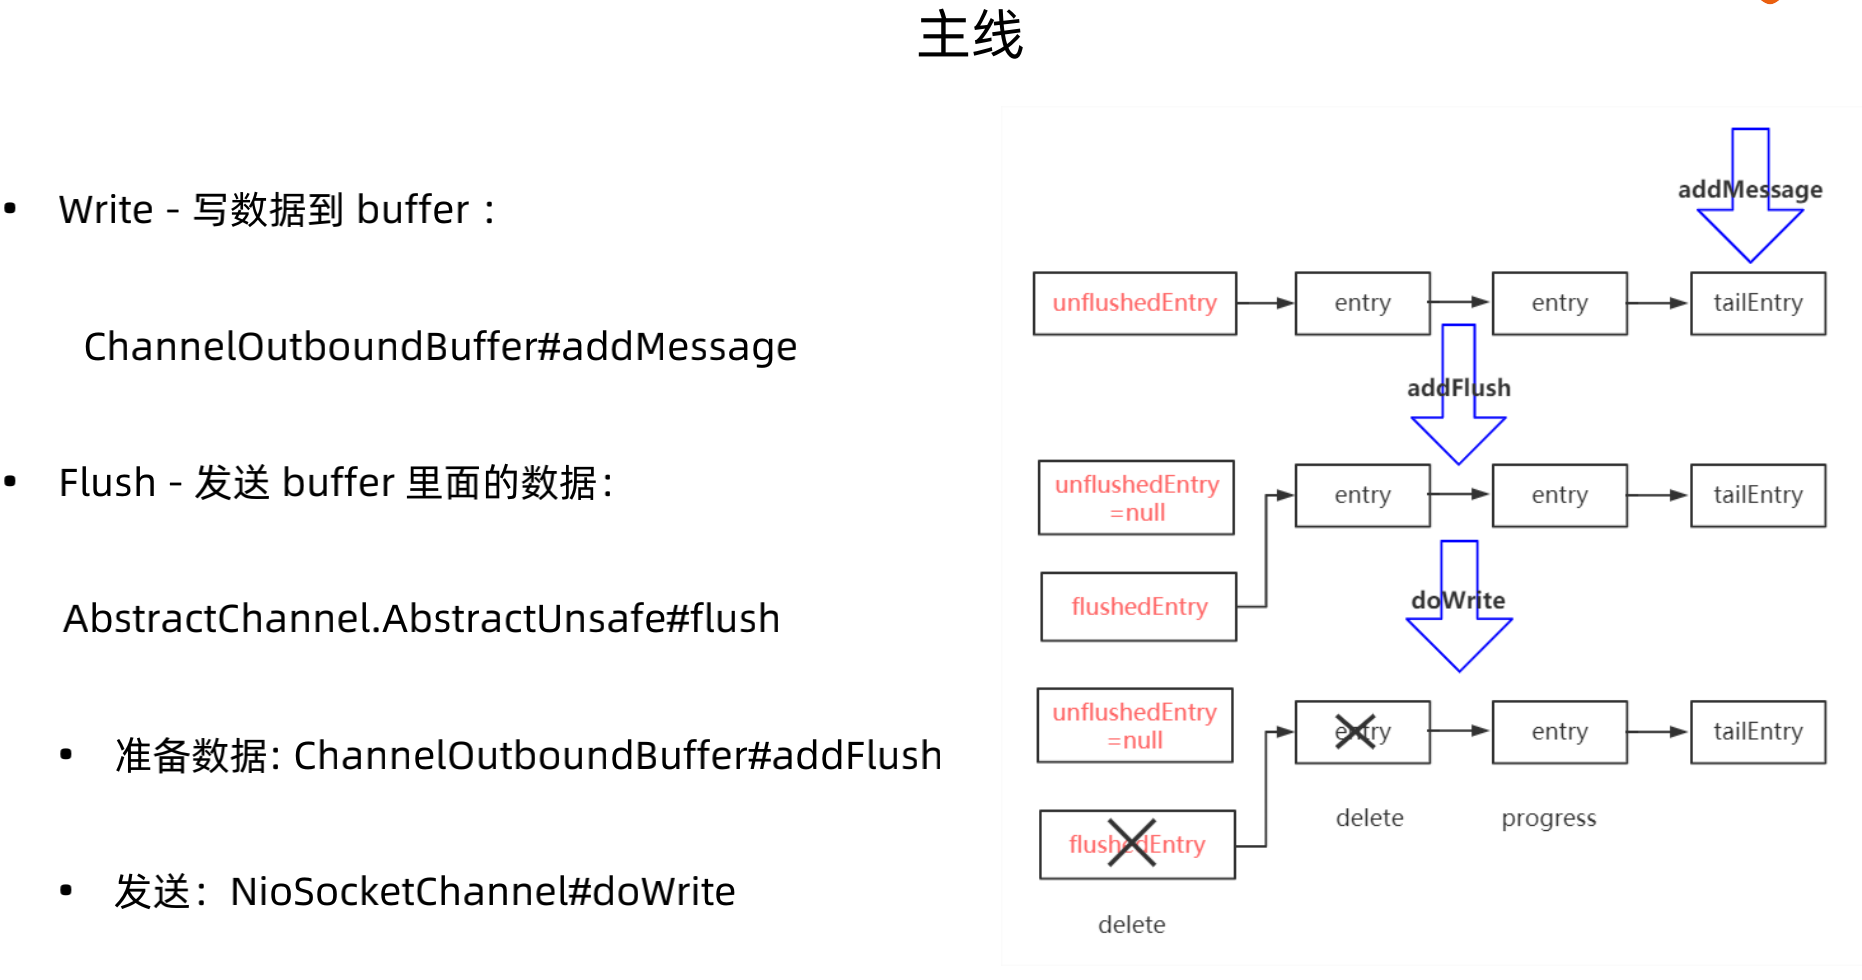 主线
• Write - 写数据到 buffer：
ChannelOutboundBuffer#addMessage
• Flush - 发送 buffer 里面的数据：
AbstractChannel.AbstractUnsafe#flush
• 准备数据: ChannelOutboundBuffer#addFlush
• 发送：NioSocketChannel#doWrite
addMessage
unflushedEntry
entry
entry
tailEntry
addFlush
unflushedEntry
=null
entry
entry
tailEntry
flushedEntry
doWrite
unflushedEntry
=null
entry
entry
tailEntry
delete
progress
flushedEntry
delete